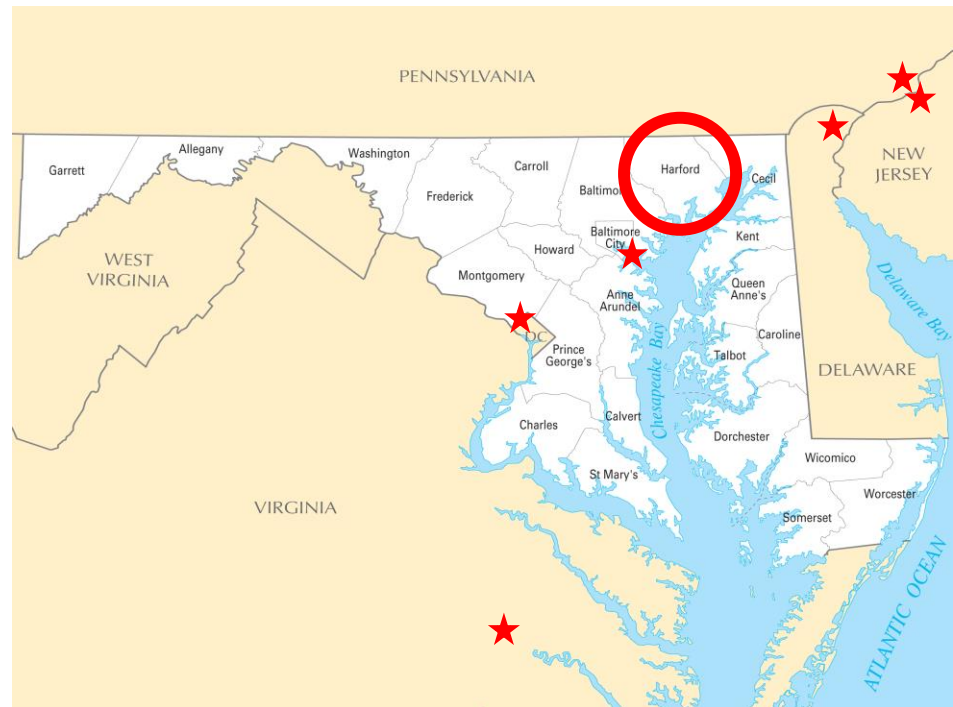 PENNSYLVANIA
Garrett
Allegany
Washington
Frederick
Carroll
Baltimor
Harford
Cecil
NEW
JERSEY
Baltimore
City
Howard
Kent
Montgomery
WEST
VIRGINIA
Anne
Arundel
Queen
Anne's
Delaware Bay
DC
Prince
George's
Caroline
Talbot
Chesapeake Bay
DELAWARE
Charles
Calvert
Dorchester
St Mary's
Wicomico
Worcester
Somerset
VIRGINIA
ATLANTIC OCEAN